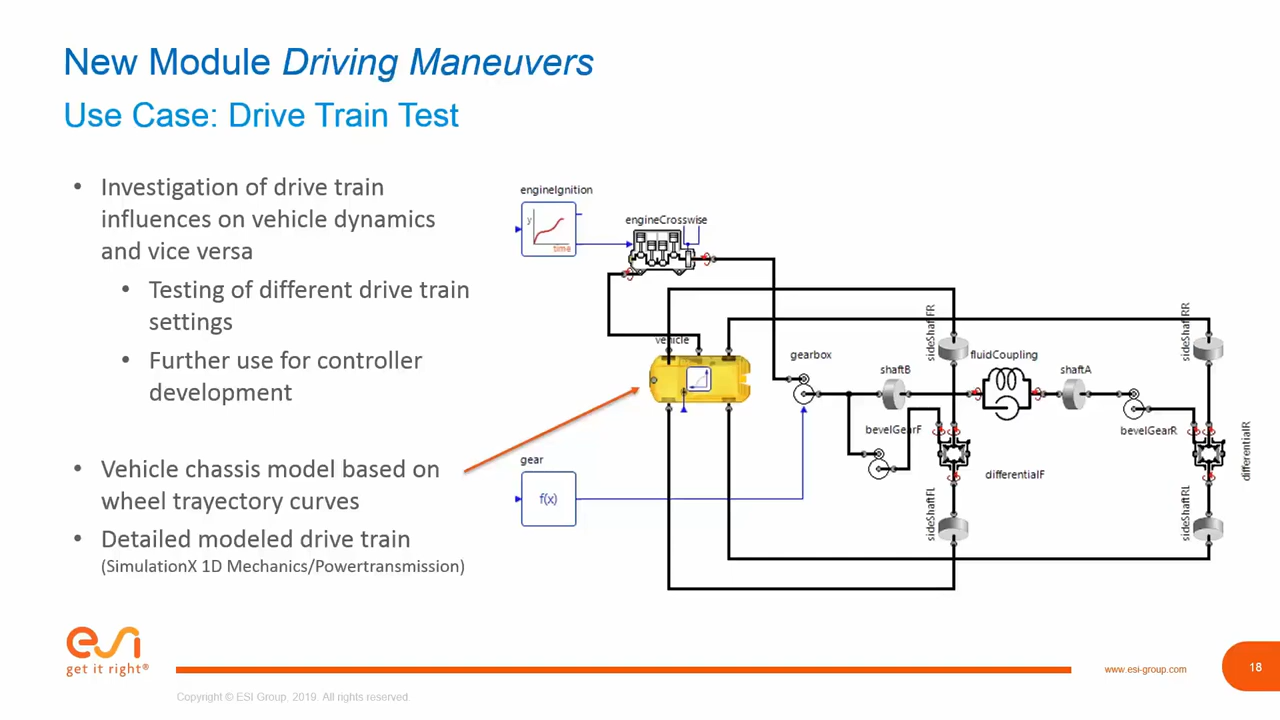 New Module Driving Maneuvers
Use Case: Drive Train Test
• Investigation of drive train
influences on vehicle dynamics
and vice versa
• Testing of different drive train
settings
• Further use for controller
development
• Vehicle chassis model based on
wheel trayectory curves
• Detailed modeled drive train
(SimulationX 1D Mechanics/Powertransmission)
engineIgnition
y
time
engineCrosswise
vehicle
gearbox
shaftB
sideShaftFR
fluidCoupling
shaftA
sideShaftRR
bevelGearF
bevelGearR
differentialF
differentialR
gear
f(x)
sideShaftFL
sideShaftRL
esi
get it right®
www.esi-group.com
18
Copyright © ESI Group, 2019. All rights reserved.